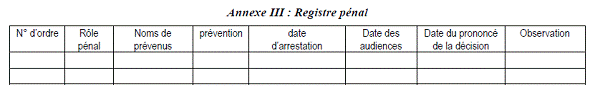 Annexe III : Registre pénal
N° d'ordre
Rôle
pénal
Noms de
prévenus
prévention
date
d'arrestation
Date des
audiences
Date du prononcé
de la décision
Observation